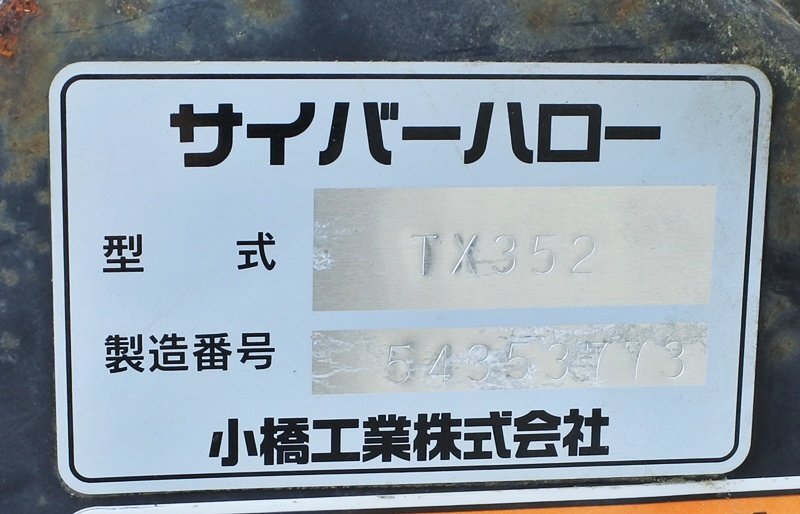 サイバーハロー
型式 TX352
製造番号 54353773
小橋工業株式会社